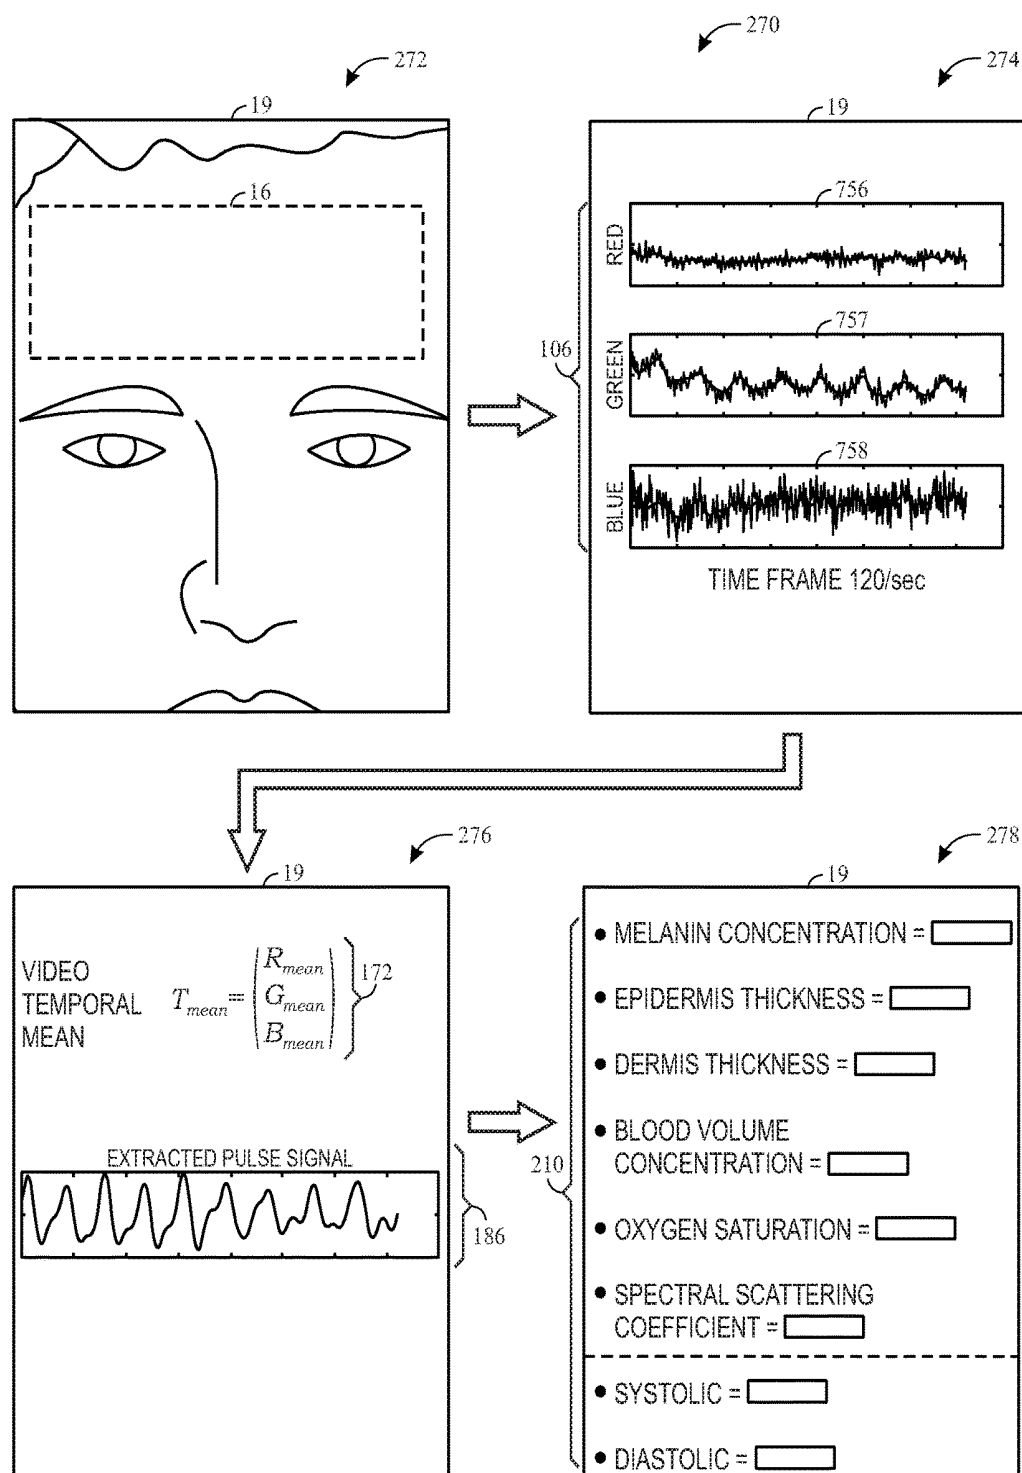 270
272
274
19
19
16
756
RED
757
106
GREEN
758
BLUE
TIME FRAME 120/sec
276
278
19
19
VIDEO
TEMPORAL
MEAN
T_mean = (R_mean
G_mean
B_mean)
172
EXTRACTED PULSE SIGNAL
186
210
• MELANIN CONCENTRATION =
• EPIDERMIS THICKNESS =
• DERMIS THICKNESS =
• BLOOD VOLUME
CONCENTRATION =
• OXYGEN SATURATION =
• SPECTRAL SCATTERING
COEFFICIENT =
• SYSTOLIC =
• DIASTOLIC =